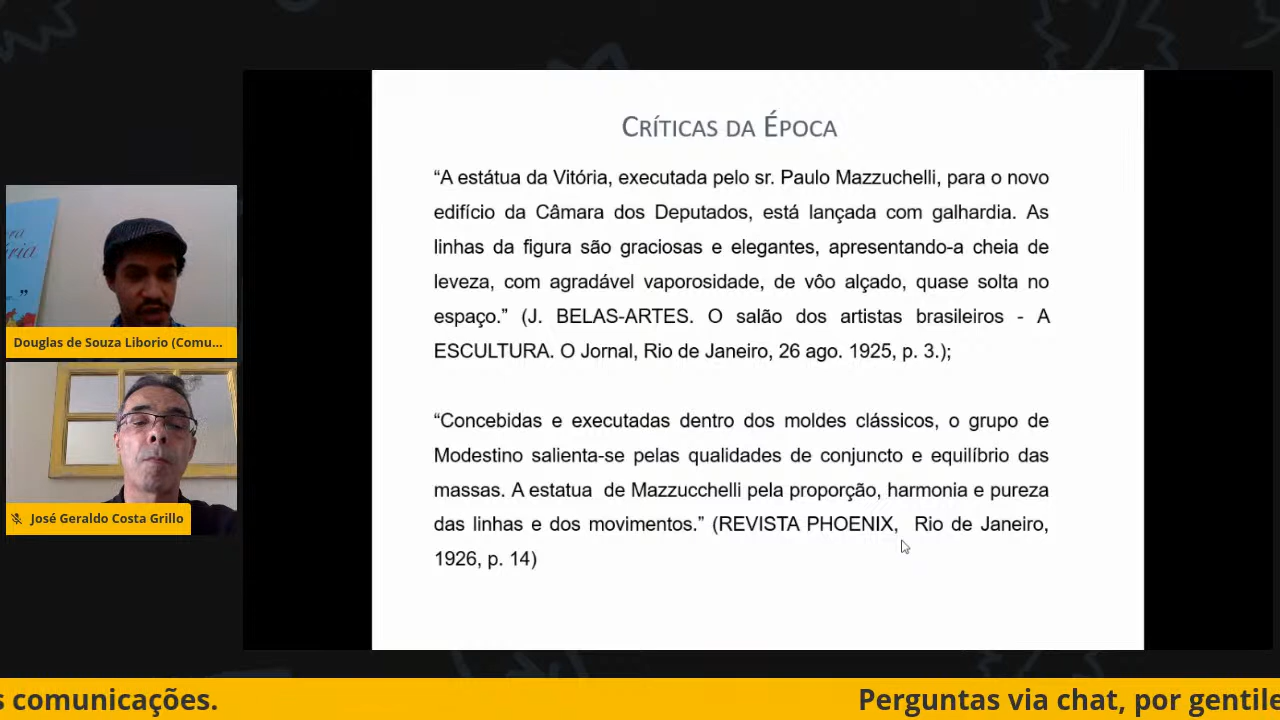 CRÍTICAS DA ÉPOCA
“A estátua da Vitória, executada pelo sr. Paulo Mazzuchelli, para o novo
edifício da Câmara dos Deputados, está lançada com galhardia. As
linhas da figura são graciosas e elegantes, apresentando-a cheia de
leveza, com agradável vaporosidade, de vôo alçado, quase solta no
espaço.” (J. BELAS-ARTES. O salão dos artistas brasileiros - A
ESCULTURA. O Jornal, Rio de Janeiro, 26 ago. 1925, p. 3.);
“Concebidas e executadas dentro dos moldes clássicos, o grupo de
Modestino salienta-se pelas qualidades de conjuncto e equilíbrio das
massas. A estatua de Mazzucchelli pela proporção, harmonia e pureza
das linhas e dos movimentos.” (REVISTA PHOENIX, Rio de Janeiro,
1926, p. 14)
Douglas de Souza Liborio (Comu...
José Geraldo Costa Grillo
s comunicações.
Perguntas via chat, por gentile